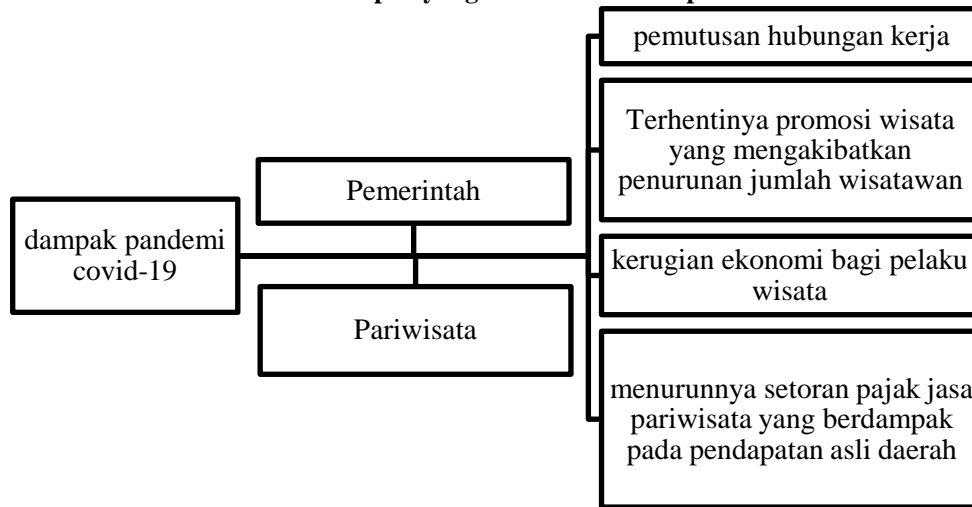 dampak pandemi
covid-19
Pemerintah
Pariwisata
pemutusan hubungan kerja
Terhentinya promosi wisata
yang mengakibatkan
penurunan jumlah wisatawan
kerugian ekonomi bagi pelaku
wisata
menurunnya setoran pajak jasa
pariwisata yang berdampak
pada pendapatan asli daerah